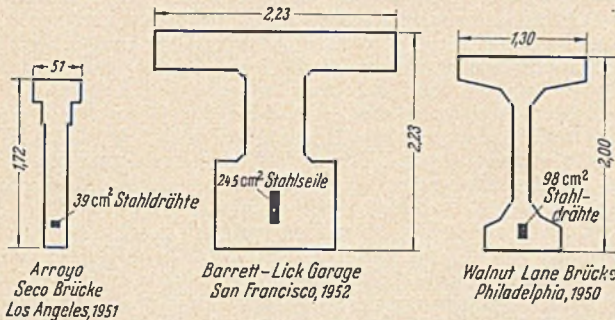 2,23
51
1,72
39 cm² Stahldrähte
Arroyo
Seco Brücke
Los Angeles, 1951
2,23
245 cm² Stahlseile
Barrett-Lick Garage
San Francisco, 1952
1,30
2,00
98 cm²
Stahl-
drähte
Walnut Lane Brücke
Philadelphia, 1950